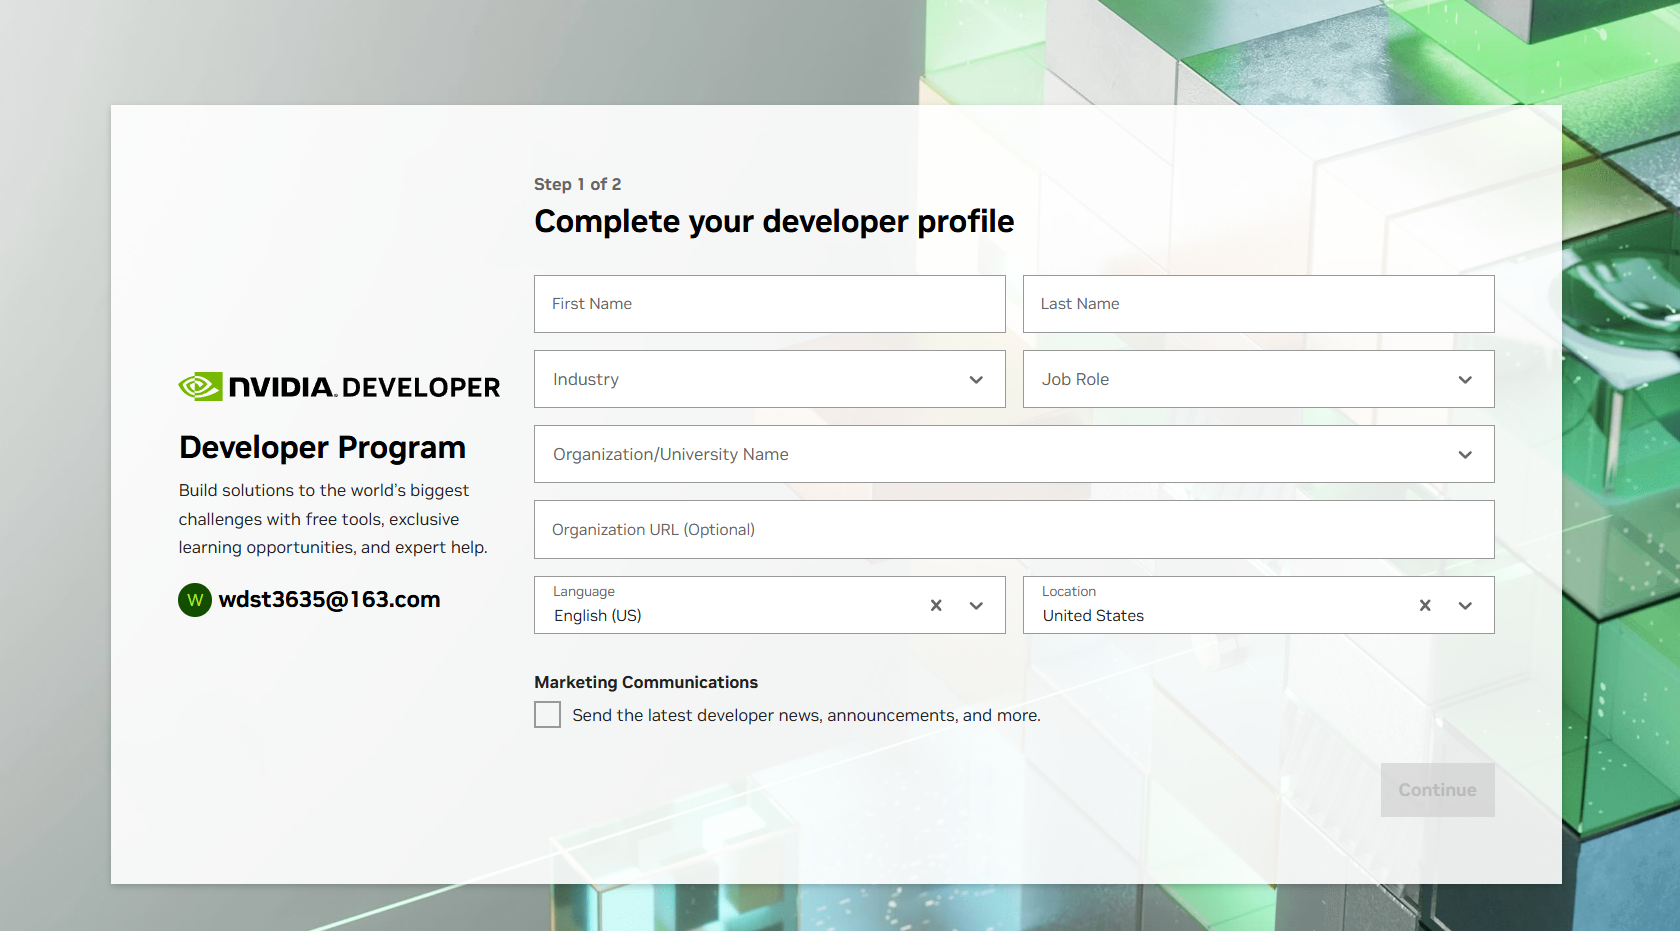 Step 1 of 2
Complete your developer profile
First Name
Last Name
Industry
Job Role
Organization/University Name
Organization URL (Optional)
Language
English (US)
Location
United States
Marketing Communications
Send the latest developer news, announcements, and more.
Continue
NVIDIA. DEVELOPER
Developer Program
Build solutions to the world's biggest
challenges with free tools, exclusive
learning opportunities, and expert help.
W wdst3635@163.com